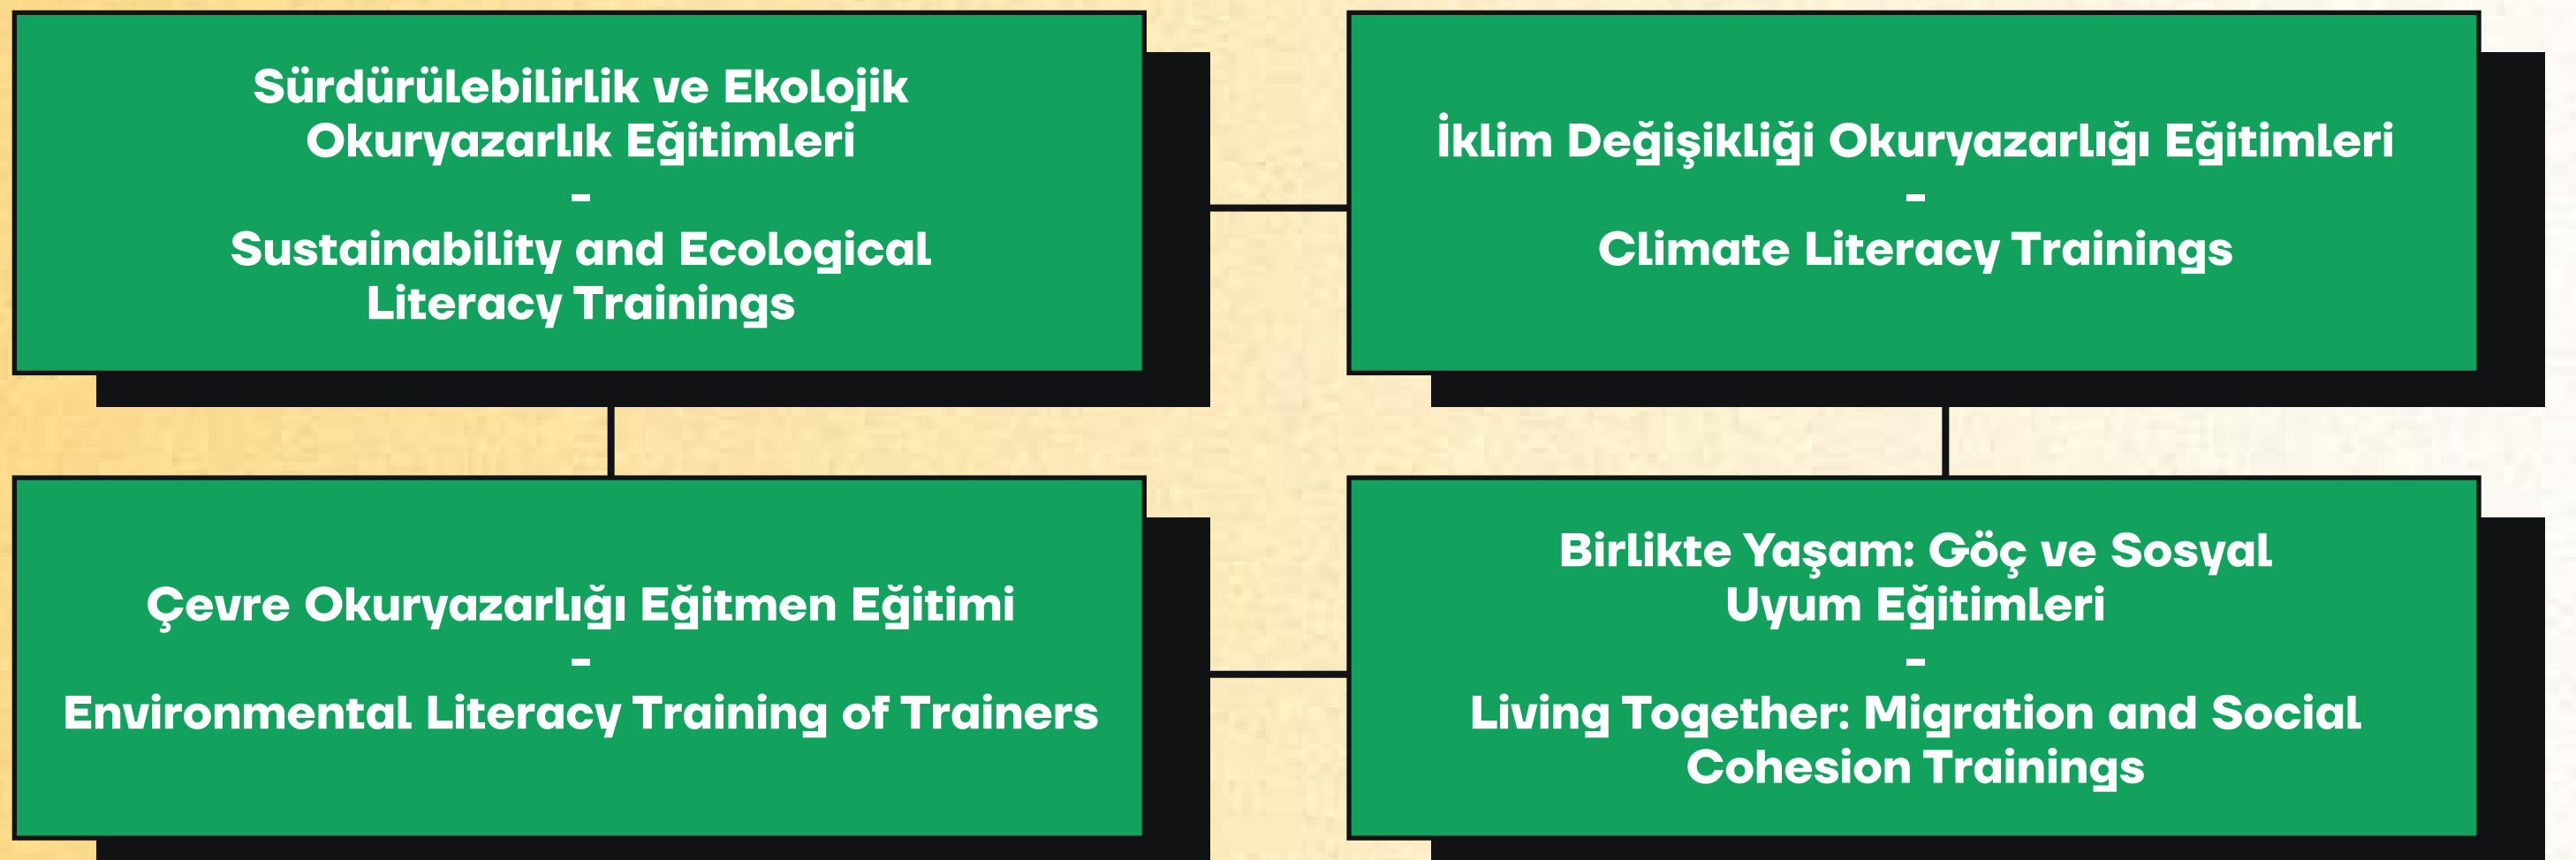 Sürdürülebilirlik ve Ekolojik
Okuryazarlık Eğitimleri
-
Sustainability and Ecological
Literacy Trainings
İklim Değişikliği Okuryazarlığı Eğitimleri
-
Climate Literacy Trainings
Çevre Okuryazarlığı Eğitmen Eğitimi
-
Environmental Literacy Training of Trainers
Birlikte Yaşam: Göç ve Sosyal
Uyum Eğitimleri
-
Living Together: Migration and Social
Cohesion Trainings